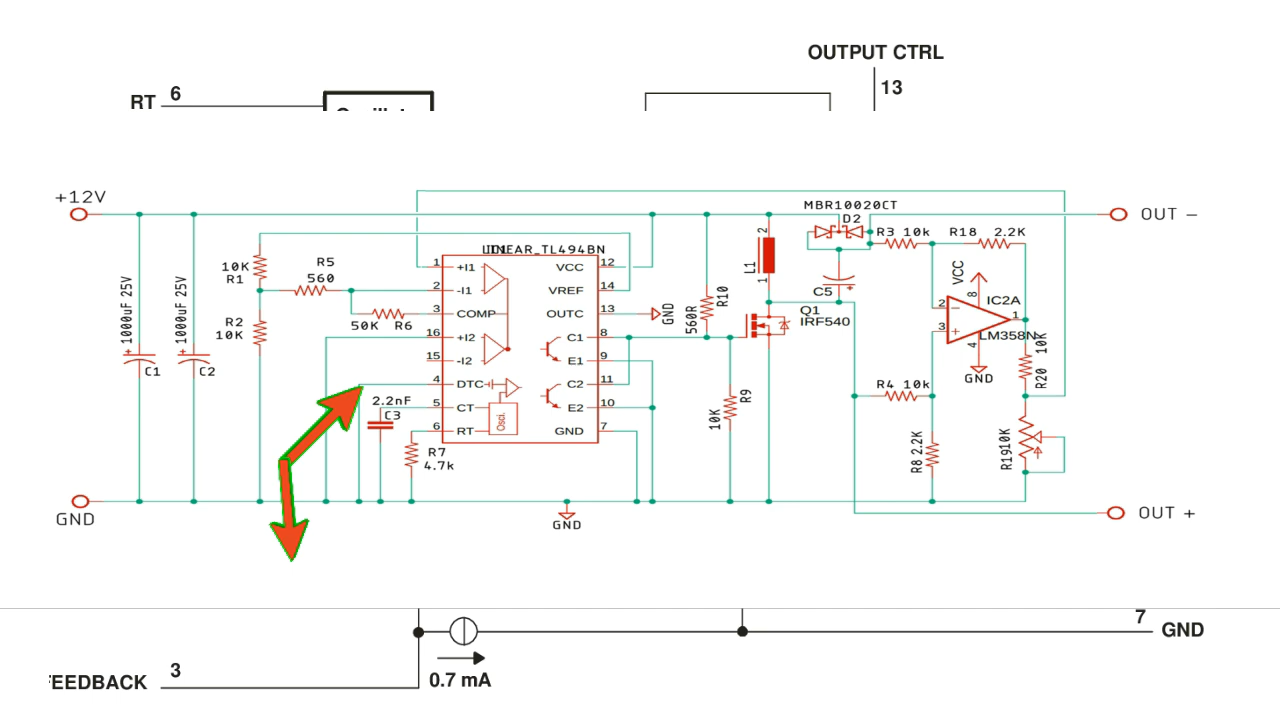 OUTPUT CTRL
13
RT 6
+12V
MBR10020CT
D2
OUT -
R3 10k
R18 2.2K
LINEAR_TL494BN
10K
R1
R5
560
1 +I1
VCC 12
2 -I1
VREF 14
3 COMP
OUTC 13
GND
16 +I2
C1 8
15 -I2
E1 9
4 DTC
C2 11
5 CT
E2 10
6 RT
GND 7
Osci.
50K R6
R2
10K
1000uF 25V
C1
1000uF 25V
C2
2.2nF
C3
R7
4.7k
560R
R10
L1
2
1
C5
Q1
IRF540
10K
R9
VCC
8
IC2A
2
3
1
LM358N
4
GND
R4 10k
R8 2.2K
R20 10K
R19 10K
GND
GND
OUT +
7
GND
3
EEDBACK
0.7 mA